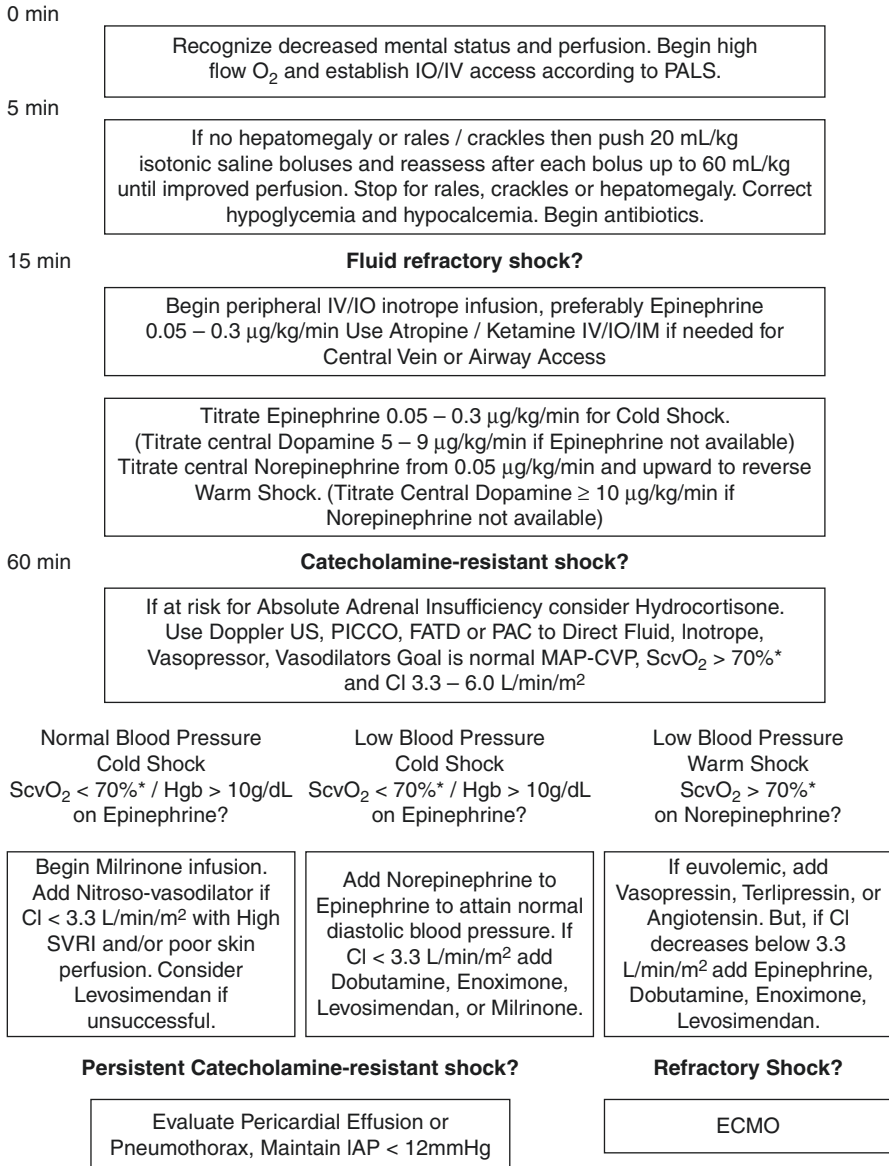 0 min
Recognize decreased mental status and perfusion. Begin high
flow O₂ and establish IO/IV access according to PALS.
5 min
If no hepatomegaly or rales / crackles then push 20 mL/kg
isotonic saline boluses and reassess after each bolus up to 60 mL/kg
until improved perfusion. Stop for rales, crackles or hepatomegaly. Correct
hypoglycemia and hypocalcemia. Begin antibiotics.
15 min
Fluid refractory shock?
Begin peripheral IV/IO inotrope infusion, preferably Epinephrine
0.05 – 0.3 μg/kg/min Use Atropine / Ketamine IV/IO/IM if needed for
Central Vein or Airway Access
Titrate Epinephrine 0.05 – 0.3 μg/kg/min for Cold Shock.
(Titrate central Dopamine 5 – 9 μg/kg/min if Epinephrine not available)
Titrate central Norepinephrine from 0.05 μg/kg/min and upward to reverse
Warm Shock. (Titrate Central Dopamine ≥ 10 μg/kg/min if
Norepinephrine not available)
60 min
Catecholamine-resistant shock?
If at risk for Absolute Adrenal Insufficiency consider Hydrocortisone.
Use Doppler US, PICCO, FATD or PAC to Direct Fluid, Inotrope,
Vasopressor, Vasodilators Goal is normal MAP-CVP, ScvO₂ > 70%*
and CI 3.3 – 6.0 L/min/m²
Normal Blood Pressure
Cold Shock
ScvO₂ < 70%* / Hgb > 10g/dL
on Epinephrine?
Begin Milrinone infusion.
Add Nitroso-vasodilator if
CI < 3.3 L/min/m² with High
SVRI and/or poor skin
perfusion. Consider
Levosimendan if
unsuccessful.
Low Blood Pressure
Cold Shock
ScvO₂ < 70%* / Hgb > 10g/dL
on Epinephrine?
Add Norepinephrine to
Epinephrine to attain normal
diastolic blood pressure. If
CI < 3.3 L/min/m² add
Dobutamine, Enoximone,
Levosimendan, or Milrinone.
Low Blood Pressure
Warm Shock
ScvO₂ > 70%*
on Norepinephrine?
If euvolemic, add
Vasopressin, Terlipressin, or
Angiotensin. But, if CI
decreases below 3.3
L/min/m² add Epinephrine,
Dobutamine, Enoximone,
Levosimendan.
Persistent Catecholamine-resistant shock?
Evaluate Pericardial Effusion or
Pneumothorax, Maintain IAP < 12mmHg
Refractory Shock?
ECMO